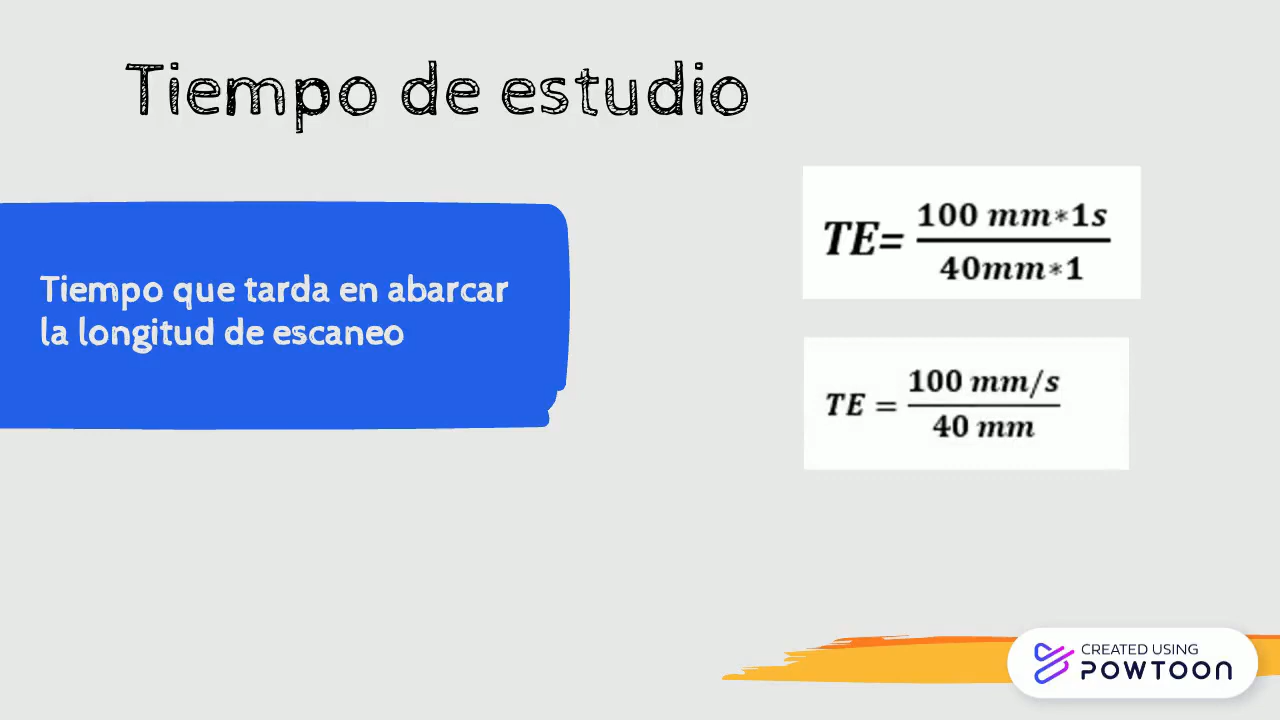 Tiempo de estudio
Tiempo que tarda en abarcar
la longitud de escaneo
TE= 100 mm*1s / 40mm*1
TE = 100 mm/s / 40 mm
CREATED USING
POWTOON